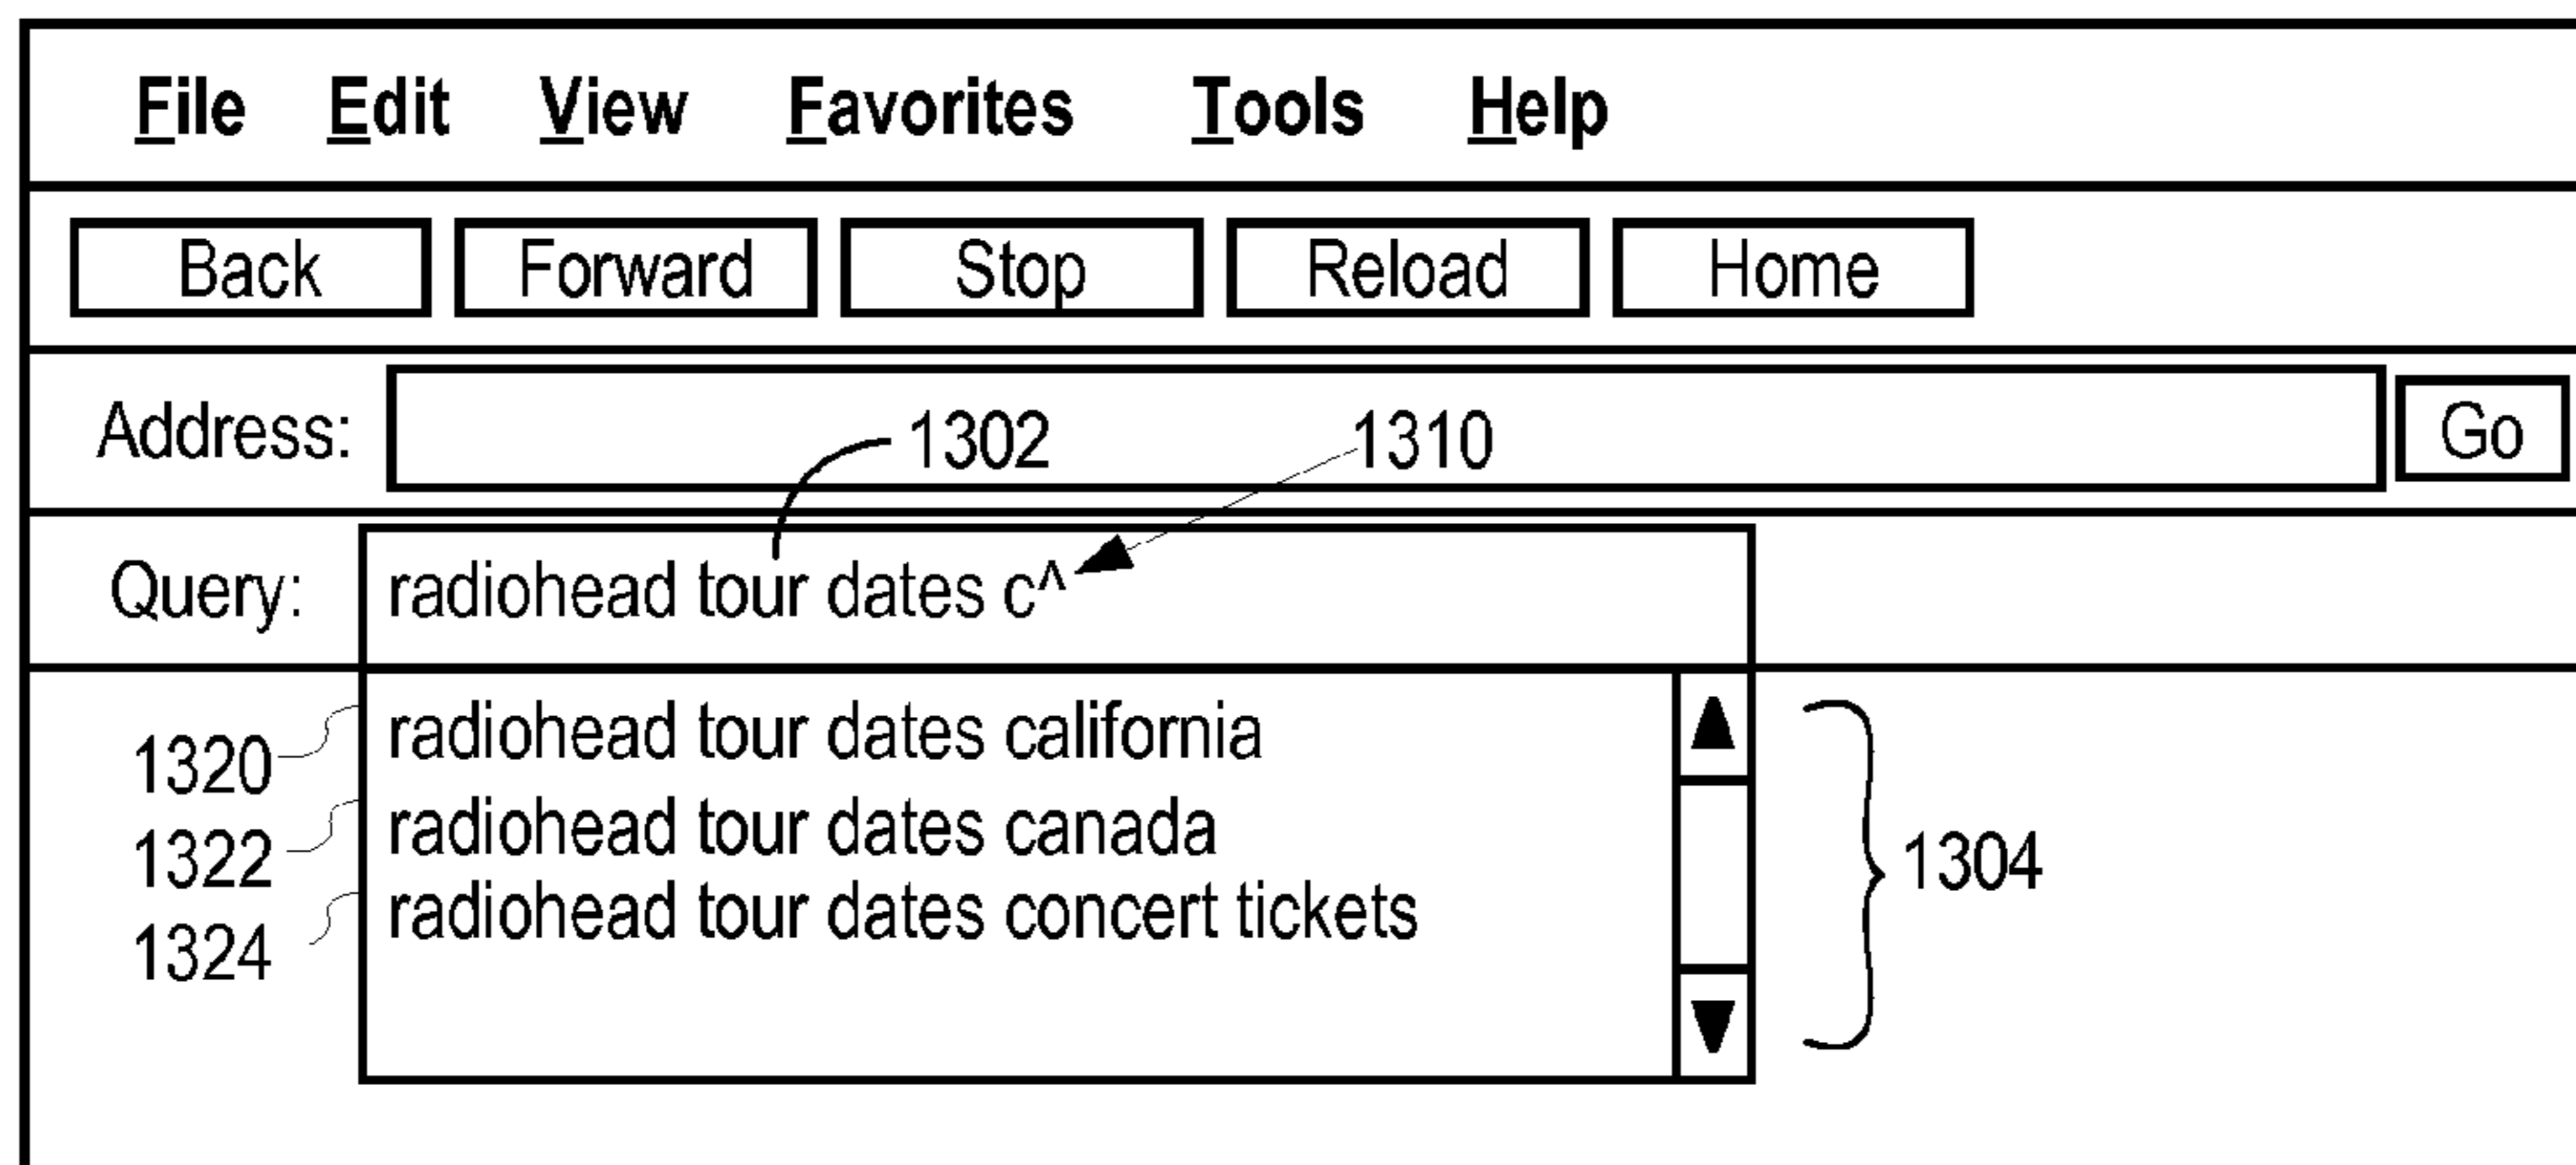 File Edit View Favorites Tools Help
Back Forward Stop Reload Home
Address: 1302 1310 Go
Query: radiohead tour dates c^
1320 radiohead tour dates california
1322 radiohead tour dates canada
1304
1324 radiohead tour dates concert tickets